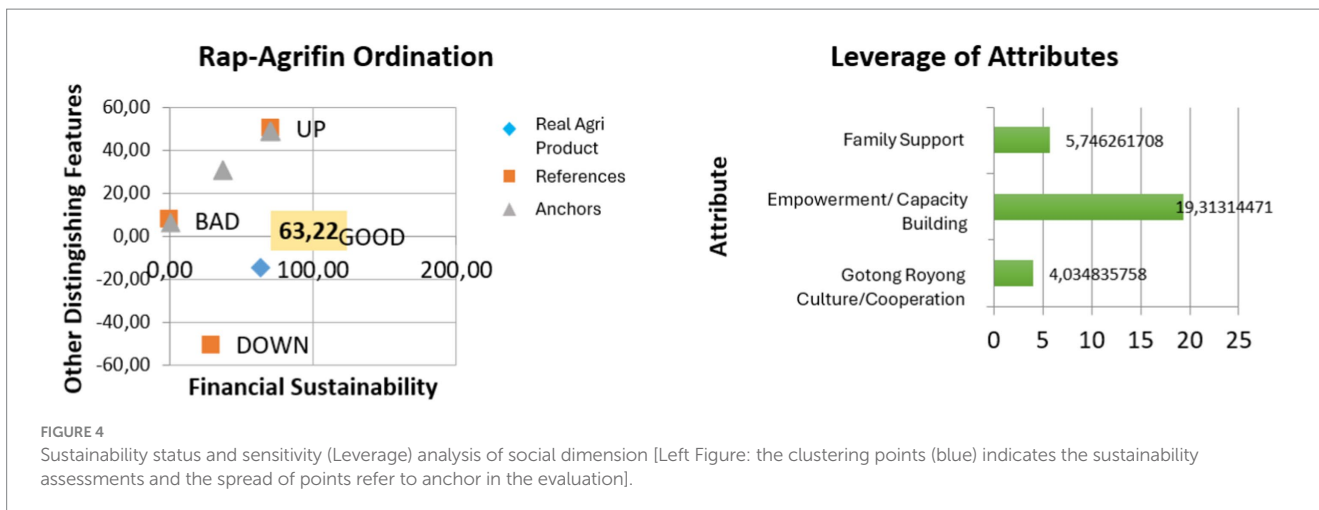 Rap-Agrifin Ordination
Other Distingishing Features
60,00
40,00
20,00
0,00
-20,00
-40,00
-60,00
UP
BAD
63,22
GOOD
DOWN
0,00
100,00
200,00
Financial Sustainability
Real Agri
Product
References
Anchors
Leverage of Attributes
Attribute
Family Support
5,746261708
Empowerment/ Capacity
Building
19,31314471
Gotong Royong
Culture/Cooperation
4,034835758
0 5 10 15 20 25
FIGURE 4
Sustainability status and sensitivity (Leverage) analysis of social dimension [Left Figure: the clustering points (blue) indicates the sustainability
assessments and the spread of points refer to anchor in the evaluation].